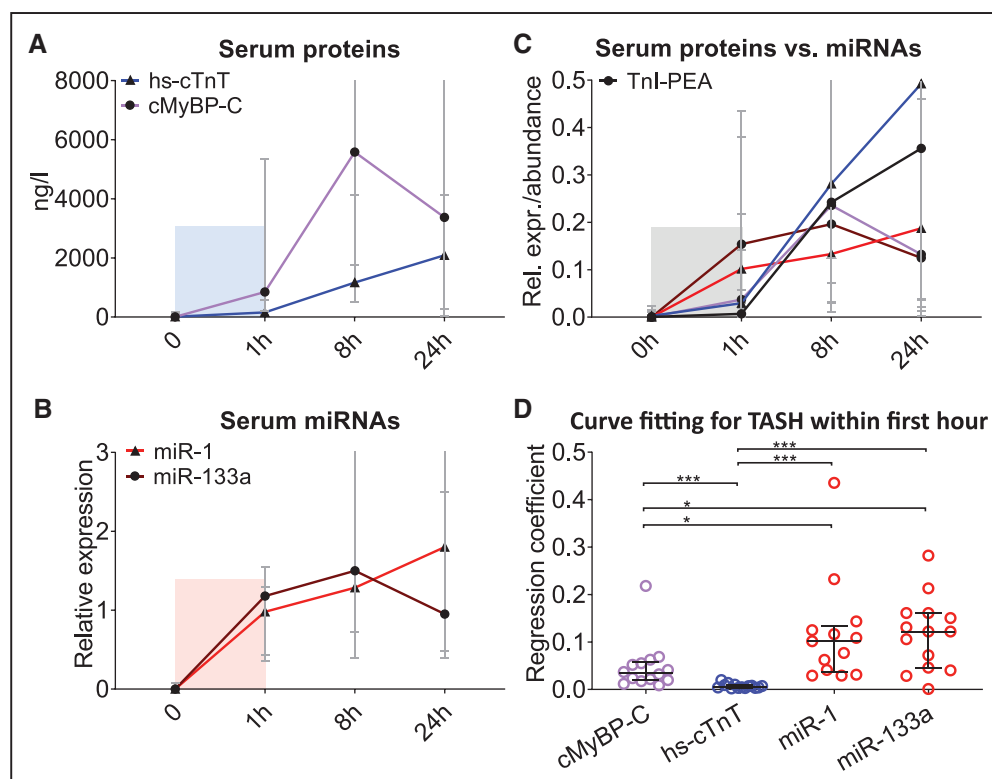 A
Serum proteins
8000
6000
4000
2000
0
ng/l
hs-cTnT
cMyBP-C
0
1h
8h
24h
B
Serum miRNAs
3
2
1
0
Relative expression
miR-1
miR-133a
0
1h
8h
24h
C
Serum proteins vs. miRNAs
0.5
0.4
0.3
0.2
0.1
0.0
Rel. expr./abundance
TnI-PEA
0h
1h
8h
24h
D
Curve fitting for TASH within first hour
0.5
0.4
0.3
0.2
0.1
0.0
Regression coefficient
***
***
***
*
*
cMyBP-C
hs-cTnT
miR-1
miR-133a